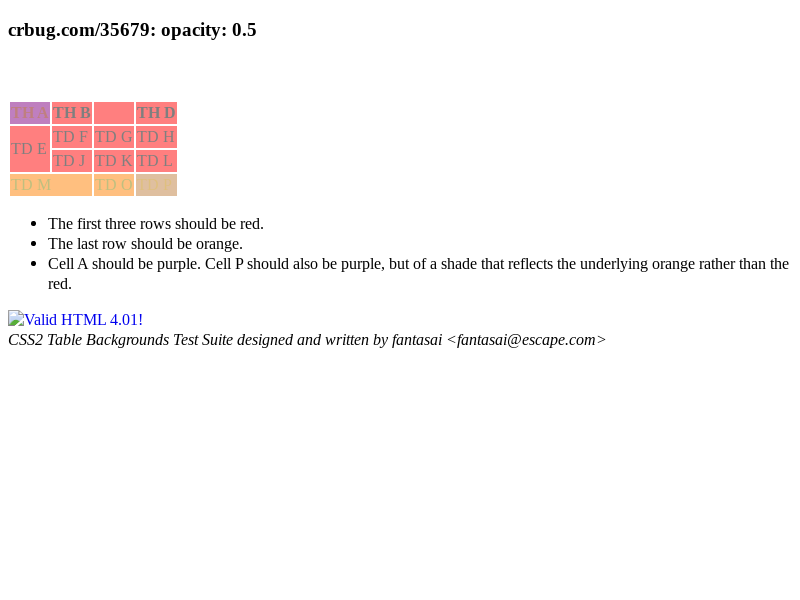 crbug.com/35679: opacity: 0.5
TH A TH B TH D
TD E TD F TD G TD H
TD J TD K TD L
TD M TD O
The first three rows should be red.
The last row should be orange.
Cell A should be purple. Cell P should also be purple, but of a shade that reflects the underlying orange rather than the
red.
Valid HTML 4.01!
CSS2 Table Backgrounds Test Suite designed and written by fantasai <fantasai@escape.com>